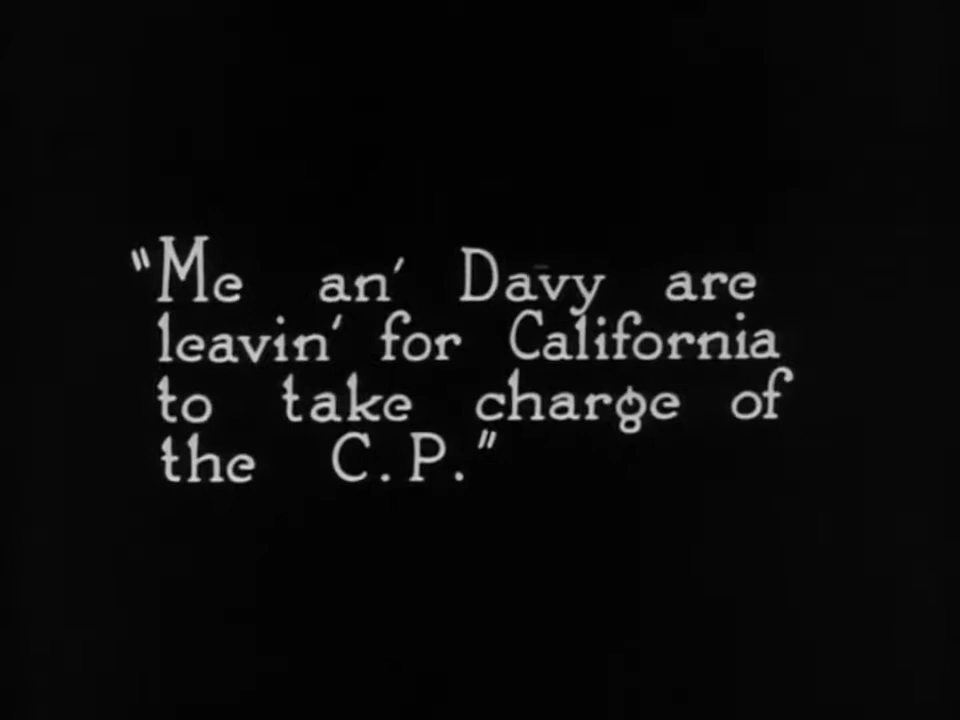 "Me an' Davy are
leavin' for California
to take charge of
the C.P."